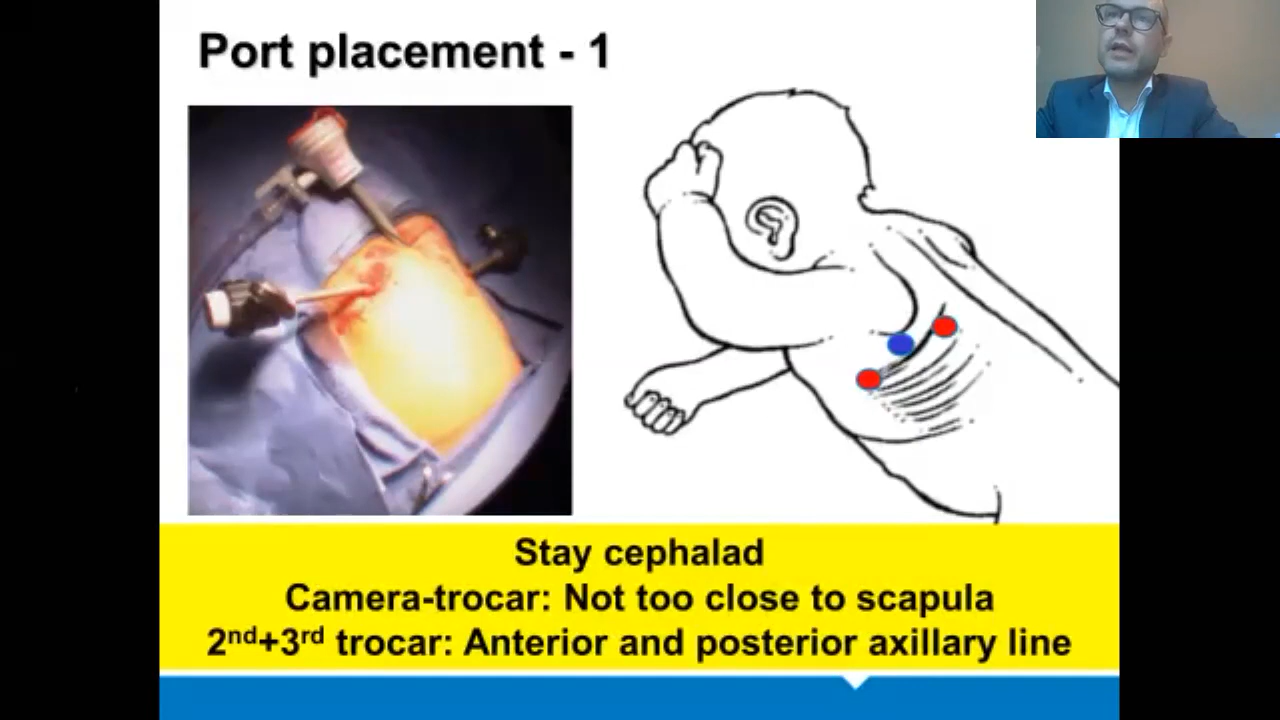 Port placement - 1
Stay cephalad
Camera-trocar: Not too close to scapula
2nd+3rd trocar: Anterior and posterior axillary line